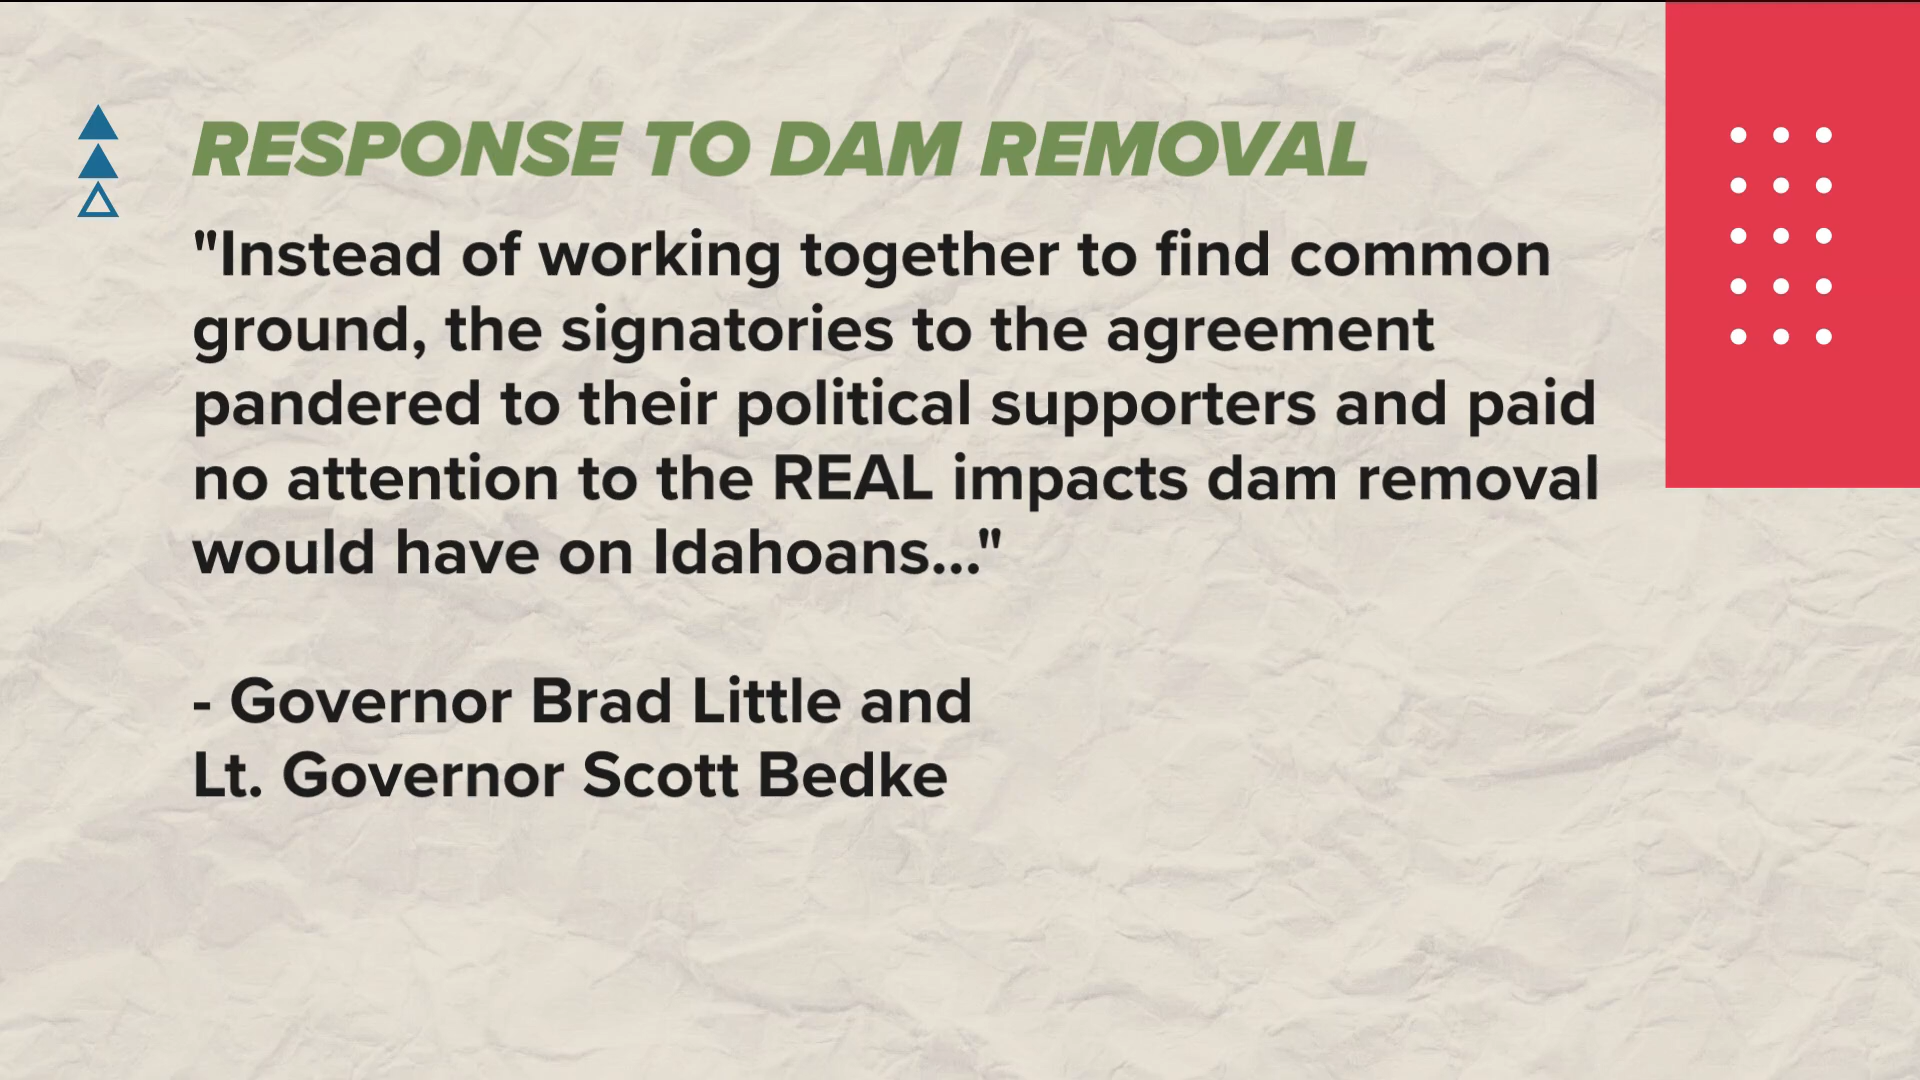 RESPONSE TO DAM REMOVAL
"Instead of working together to find common
ground, the signatories to the agreement
pandered to their political supporters and paid
no attention to the REAL impacts dam removal
would have on Idahoans..."
- Governor Brad Little and
Lt. Governor Scott Bedke